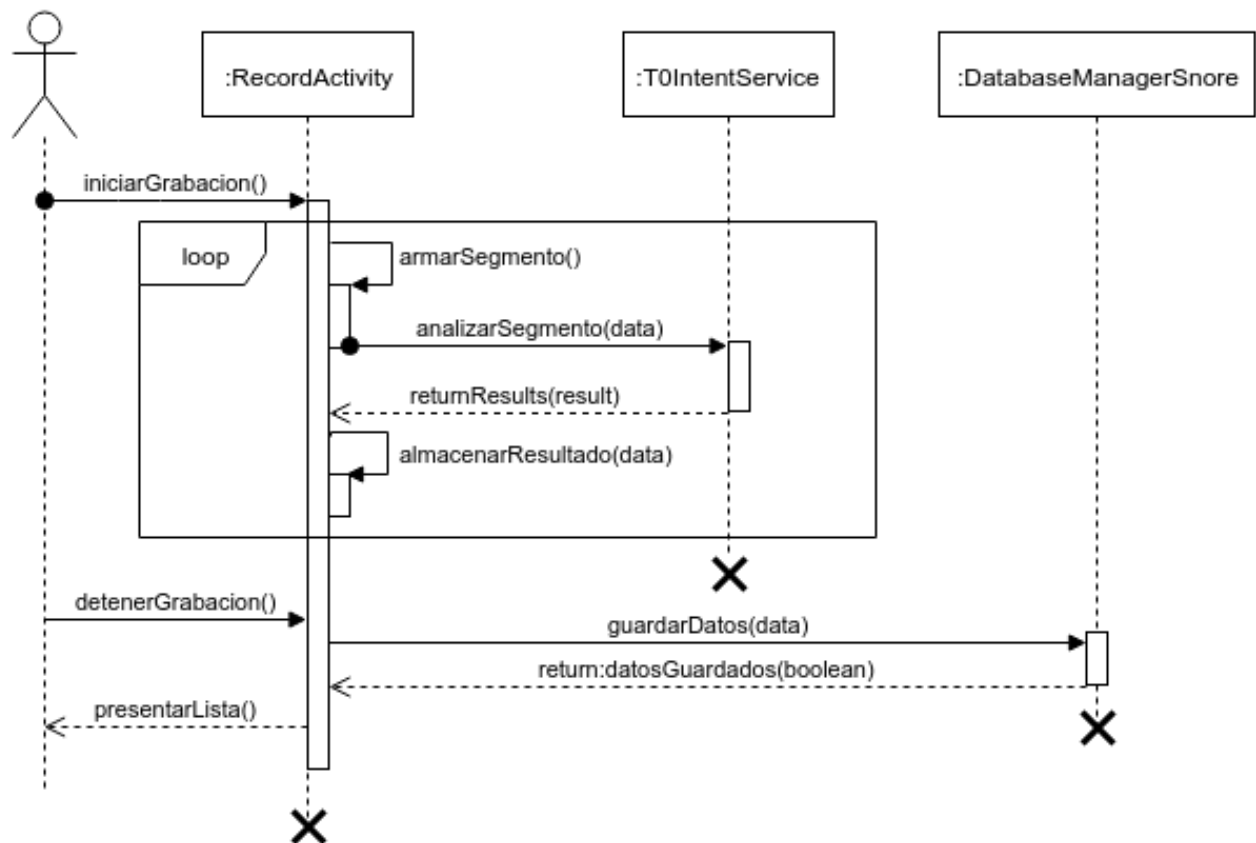 :RecordActivity
:T0IntentService
:DatabaseManagerSnore
iniciarGrabacion()
loop
armarSegmento()
analizarSegmento(data)
returnResults(result)
almacenarResultado(data)
detenerGrabacion()
guardarDatos(data)
return:datosGuardados(boolean)
presentarLista()